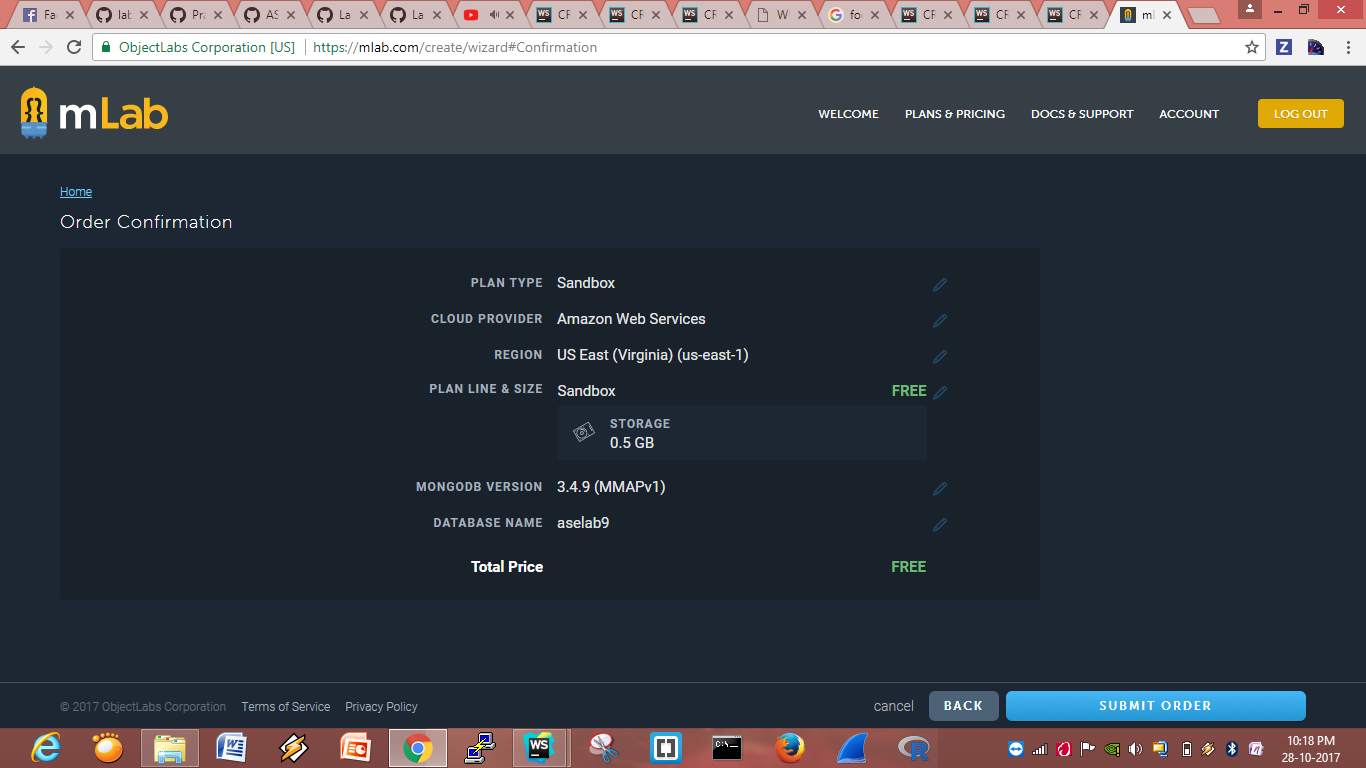 Fa
lab
Pra
AS
La
La
CF
CF
CF
W
fo
CF
CF
CF
ml
ObjectLabs Corporation [US] https://mlab.com/create/wizard#Confirmation
mLab
WELCOME PLANS & PRICING DOCS & SUPPORT ACCOUNT LOG OUT
Home
Order Confirmation
PLAN TYPE Sandbox
CLOUD PROVIDER Amazon Web Services
REGION US East (Virginia) (us-east-1)
PLAN LINE & SIZE Sandbox FREE
STORAGE
0.5 GB
MONGODB VERSION 3.4.9 (MMAPv1)
DATABASE NAME aselab9
Total Price FREE
© 2017 ObjectLabs Corporation Terms of Service Privacy Policy cancel BACK SUBMIT ORDER
10:18 PM
28-10-2017